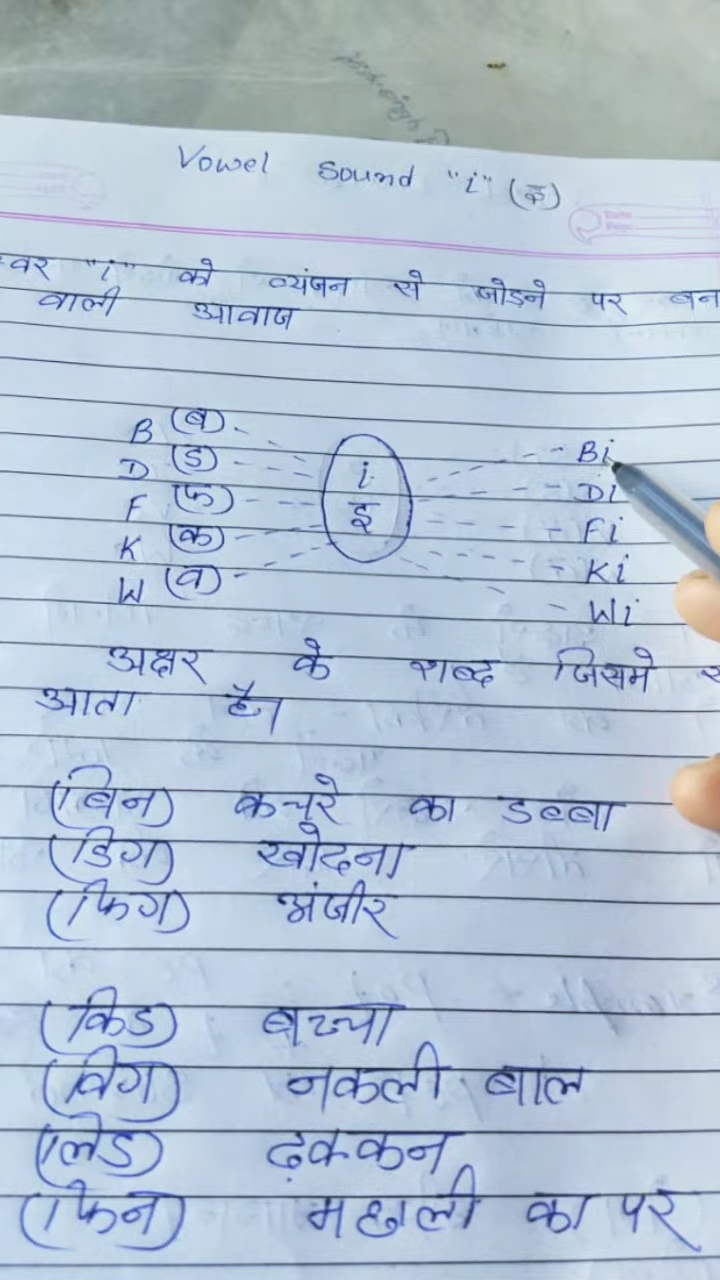 Vowel Sound "i" (इ)
स्वर "i" को व्यंजन से जोड़ने पर बन
वाली आवाज
B (ब) Bi
D (ड) i इ Di
F (फ) Fi
K (क) Ki
W (व) Wi
अक्षर के शब्द जिसमे
आता है।
(बिन) कचरे का डब्बा
(डिग) खोदना
(फिग) अंजीर
(किड) बच्चा
(विग) नकली बाल
(लिड) ढ़क्कन
(फिन) मछली का पर